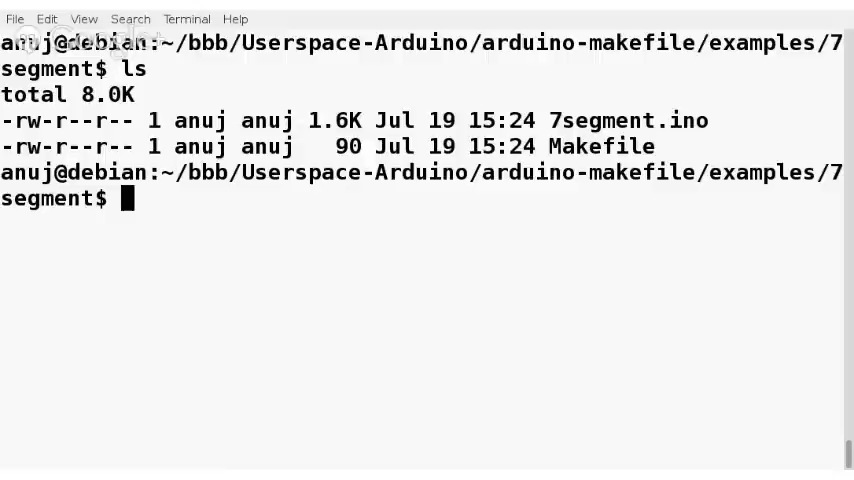 File Edit View Search Terminal Help
anuj@debian:~/bbb/Userspace-Arduino/arduino-makefile/examples/7
segment$ ls
total 8.0K
-rw-r--r-- 1 anuj anuj 1.6K Jul 19 15:24 7segment.ino
-rw-r--r-- 1 anuj anuj   90 Jul 19 15:24 Makefile
anuj@debian:~/bbb/Userspace-Arduino/arduino-makefile/examples/7
segment$